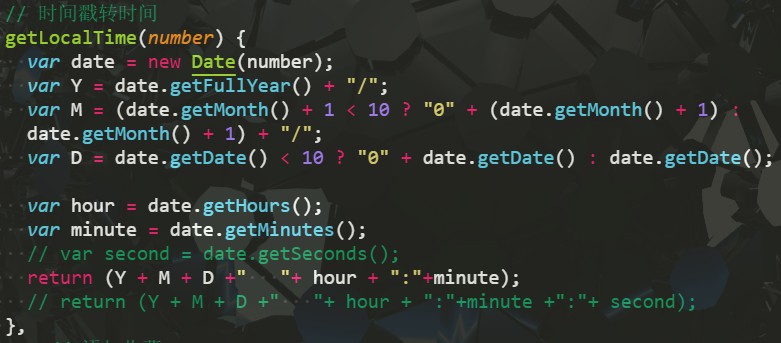 // 时间戳转时间
getLocalTime(number) {
var date = new Date(number);
var Y = date.getFullYear() + "/";
var M = (date.getMonth() + 1 < 10 ? "0" + (date.getMonth() + 1) :
date.getMonth() + 1) + "/";
var D = date.getDate() < 10 ? "0" + date.getDate() : date.getDate();
var hour = date.getHours();
var minute = date.getMinutes();
// var second = date.getSeconds();
return (Y + M + D +"   "+ hour + ":"+minute);
// return (Y + M + D +"   "+ hour + ":"+minute +":"+ second);
},